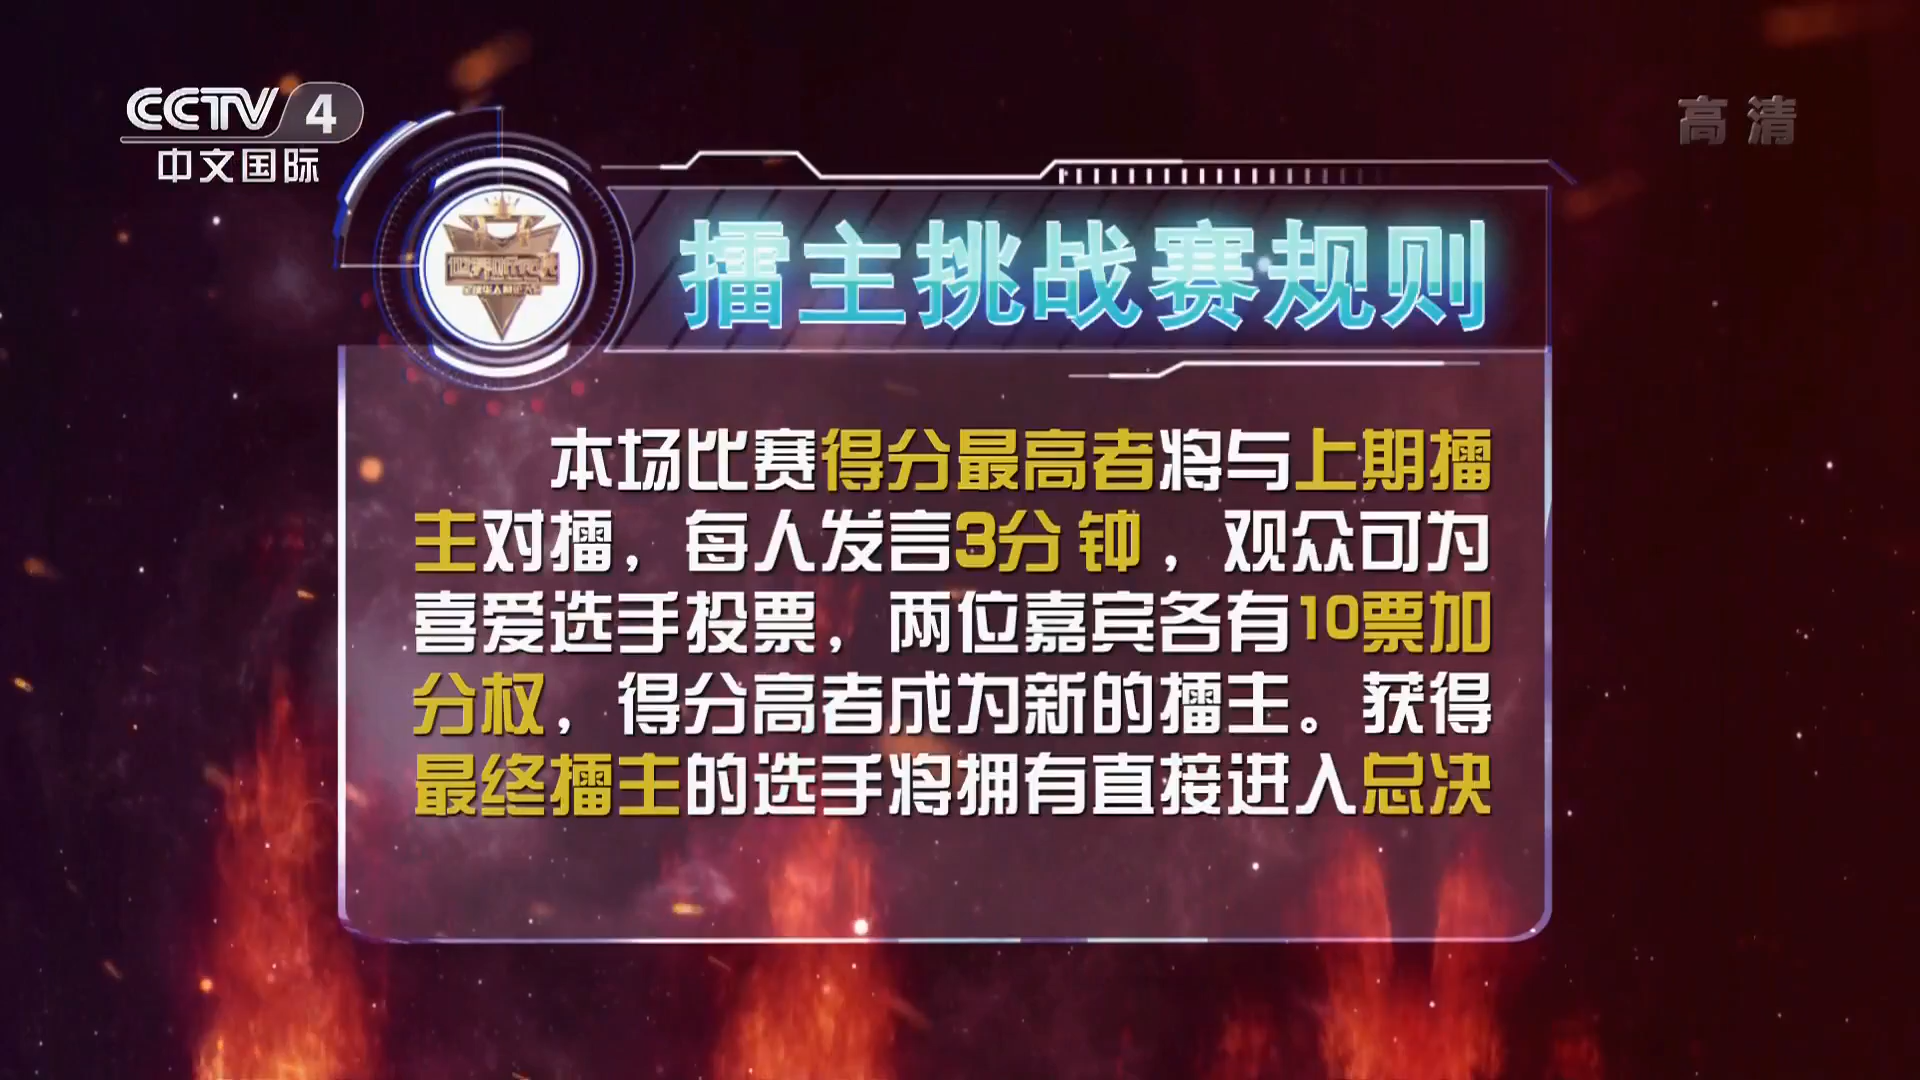 CCTV 4
中文国际
高清
擂主挑战赛规则
本场比赛得分最高者将与上期擂
主对擂，每人发言3分钟，观众可为
喜爱选手投票，两位嘉宾各有10票加
分权，得分高者成为新的擂主。获得
最终擂主的选手将拥有直接进入总决